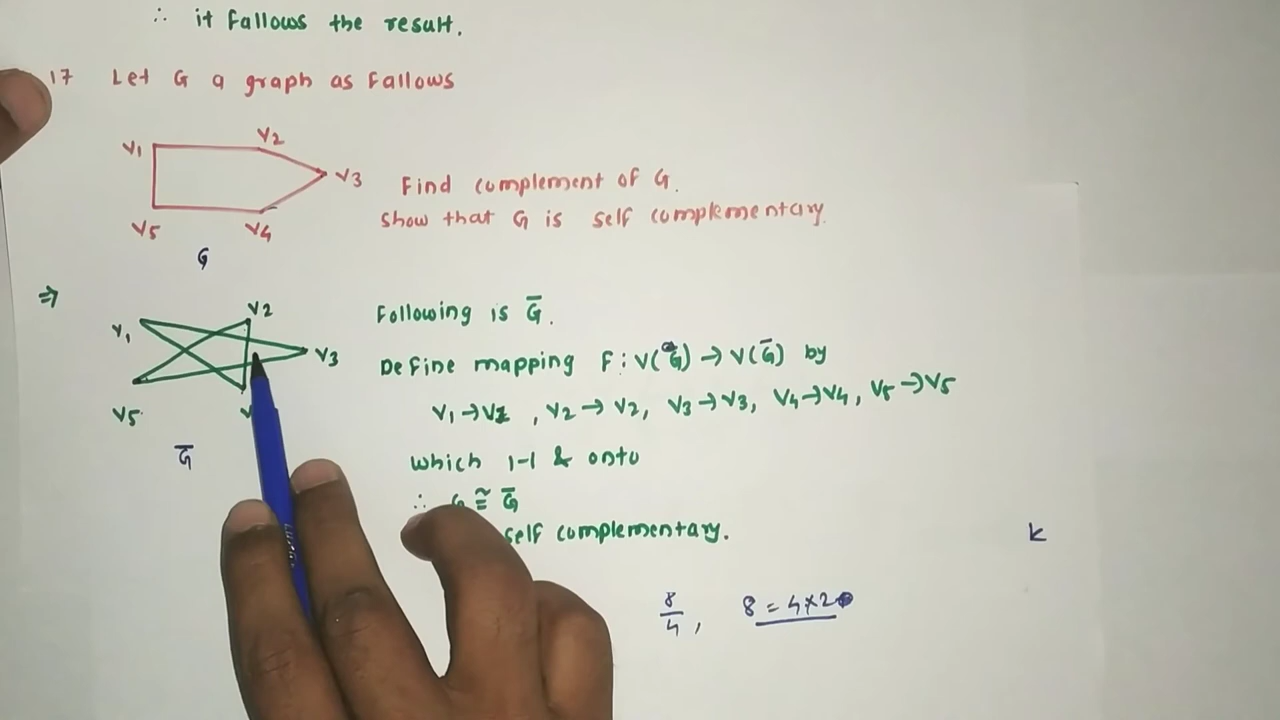 ∴ it fallows the result.
17 Let G a graph as fallows
V1 V2
V3
V5 V4
G
Find complement of G.
show that G is self complementary
⇒
V1 V2
V3
V5
G̅
Following is G̅.
Define mapping F: V(G) → V(G̅) by
V1 → V1, V2 → V2, V3 → V3, V4 → V4, V5 → V5
which 1-1 & onto
∴ G ≅ G̅
self complementary.
K
8/4, 8 = 4×2